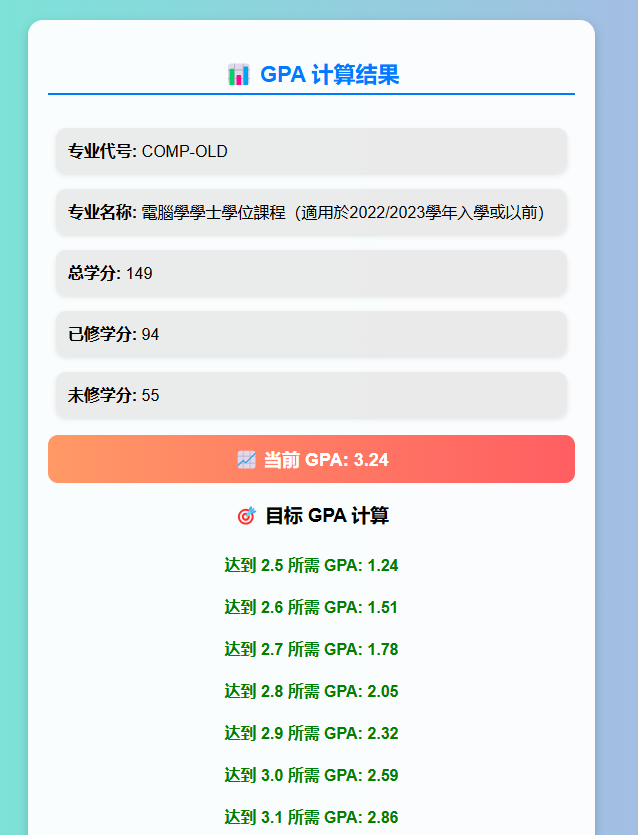 GPA 计算结果
专业代号: COMP-OLD
专业名称: 電腦學學士學位課程（適用於2022/2023學年入學或以前）
总学分: 149
已修学分: 94
未修学分: 55
当前 GPA: 3.24
目标 GPA 计算
达到 2.5 所需 GPA: 1.24
达到 2.6 所需 GPA: 1.51
达到 2.7 所需 GPA: 1.78
达到 2.8 所需 GPA: 2.05
达到 2.9 所需 GPA: 2.32
达到 3.0 所需 GPA: 2.59
达到 3.1 所需 GPA: 2.86